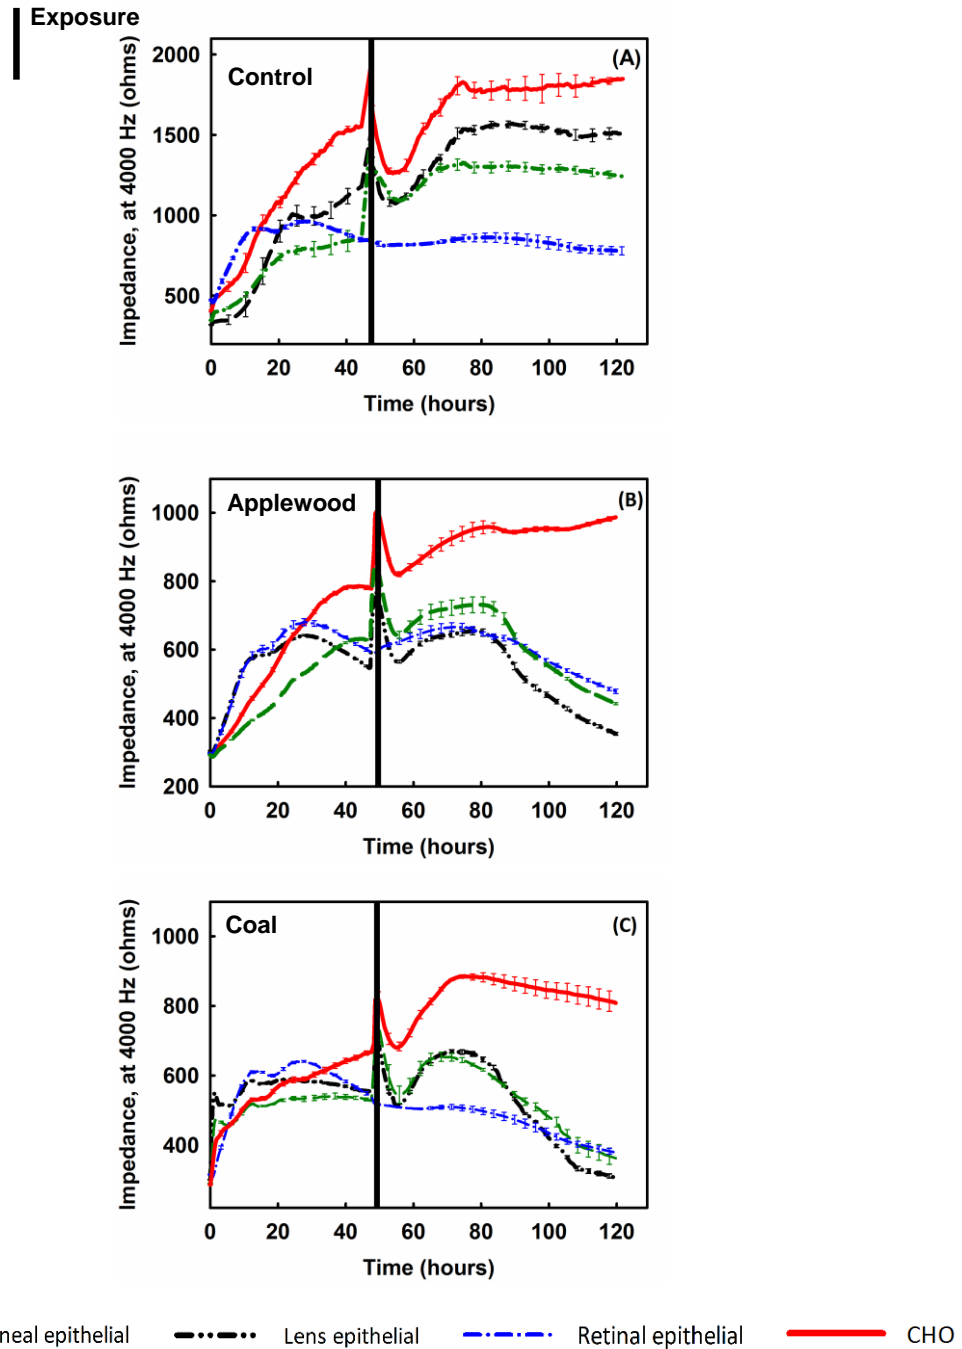 Exposure
(A)
Control
2000
1500
1000
500
Impedance, at 4000 Hz (ohms)
0 20 40 60 80 100 120
Time (hours)
(B)
Applewood
1000
800
600
400
200
Impedance, at 4000 Hz (ohms)
0 20 40 60 80 100 120
Time (hours)
(C)
Coal
1000
800
600
400
Impedance, at 4000 Hz (ohms)
0 20 40 60 80 100 120
Time (hours)
neal epithelial Lens epithelial Retinal epithelial CHO